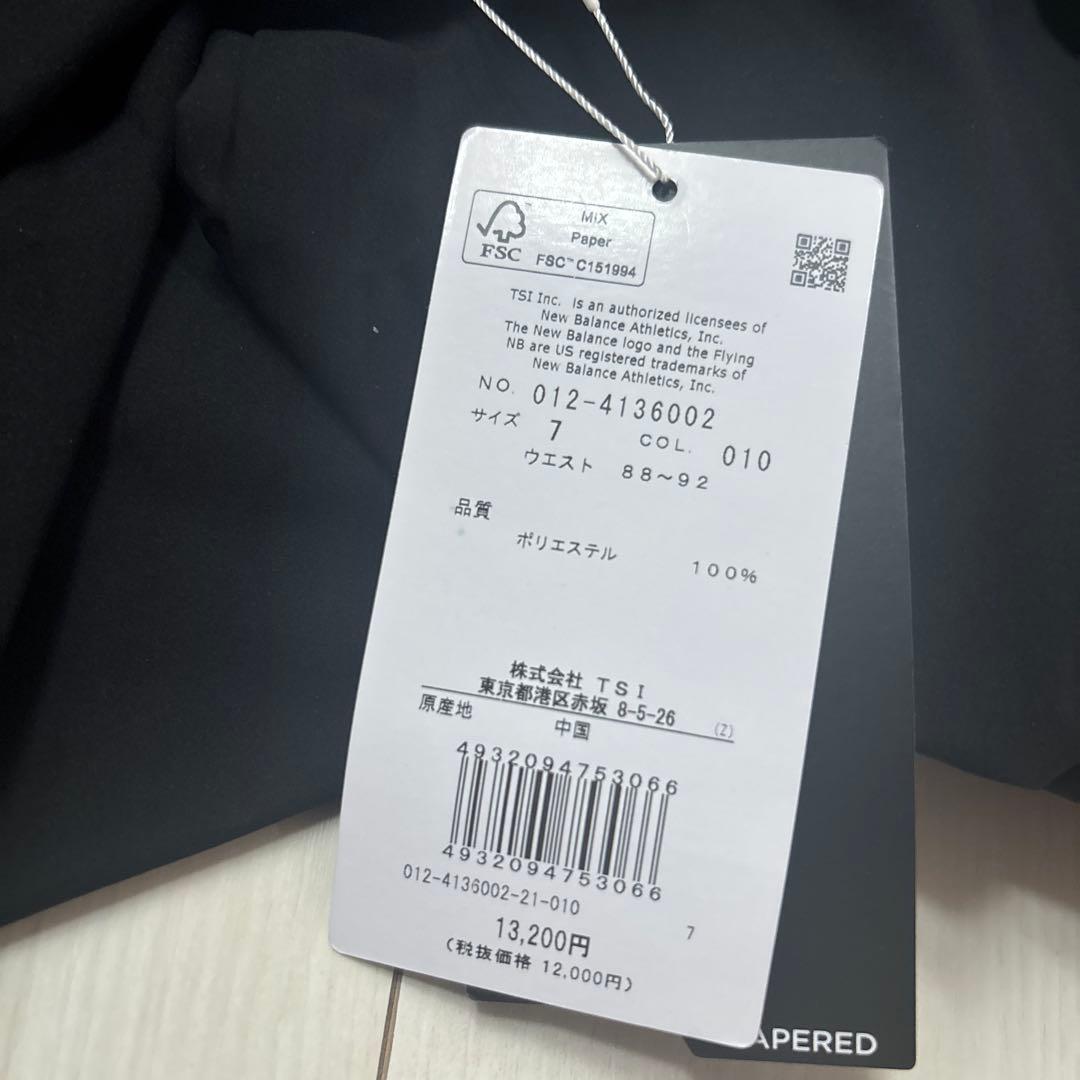 MIX
Paper
FSC™ C151994
FSC
TSI Inc. is an authorized licensees of
New Balance Athletics, Inc.
The New Balance logo and the Flying
NB are US registered trademarks of
New Balance Athletics, Inc.
NO. 012-4136002
サイズ 7 COL. 010
ウエスト 88～92
品質
ポリエステル 100%
株式会社 TSI
東京都港区赤坂 8-5-26 (Z)
原産地 中国
4932094753066
4932094753066
012-4136002-21-010 7
13,200円
(税抜価格 12,000円)
APERED